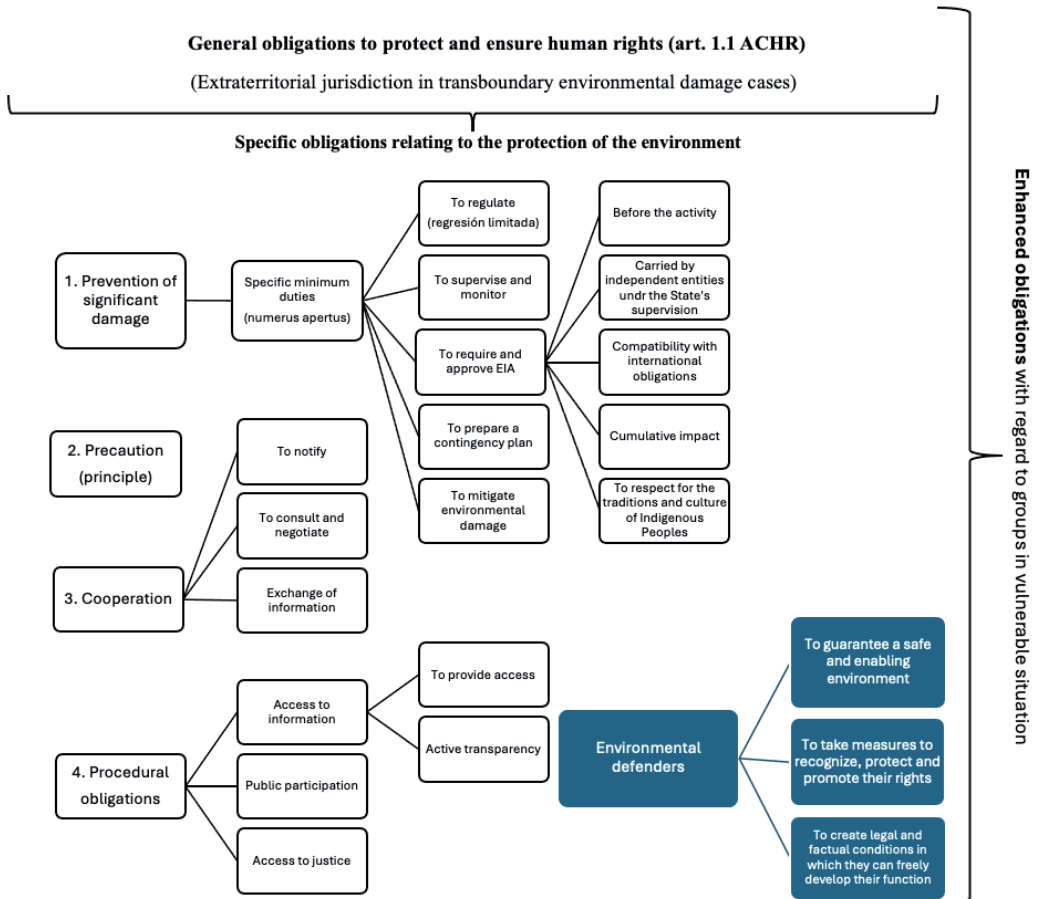 General obligations to protect and ensure human rights (art. 1.1 ACHR)
(Extraterritorial jurisdiction in transboundary environmental damage cases)
Specific obligations relating to the protection of the environment
1. Prevention of
significant
damage
Specific minimum
duties
(numerus apertus)
To regulate
(regresión limitada)
To supervise and
monitor
To require and
approve EIA
To prepare a
contingency plan
To mitigate
environmental
damage
Before the activity
Carried by
independent entities
undr the State's
supervision
Compatibility with
international
obligations
Cumulative impact
To respect for the
traditions and culture
of Indigenous
Peoples
2. Precaution
(principle)
3. Cooperation
To notify
To consult and
negotiate
Exchange of
information
4. Procedural
obligations
Access to
information
Public participation
Access to justice
To provide access
Active transparency
Environmental
defenders
To guarantee a safe
and enabling
environment
To take measures to
recognize, protect and
promote their rights
To create legal and
factual conditions in
which they can freely
develop their function
Enhanced obligations with regard to groups in vulnerable situation